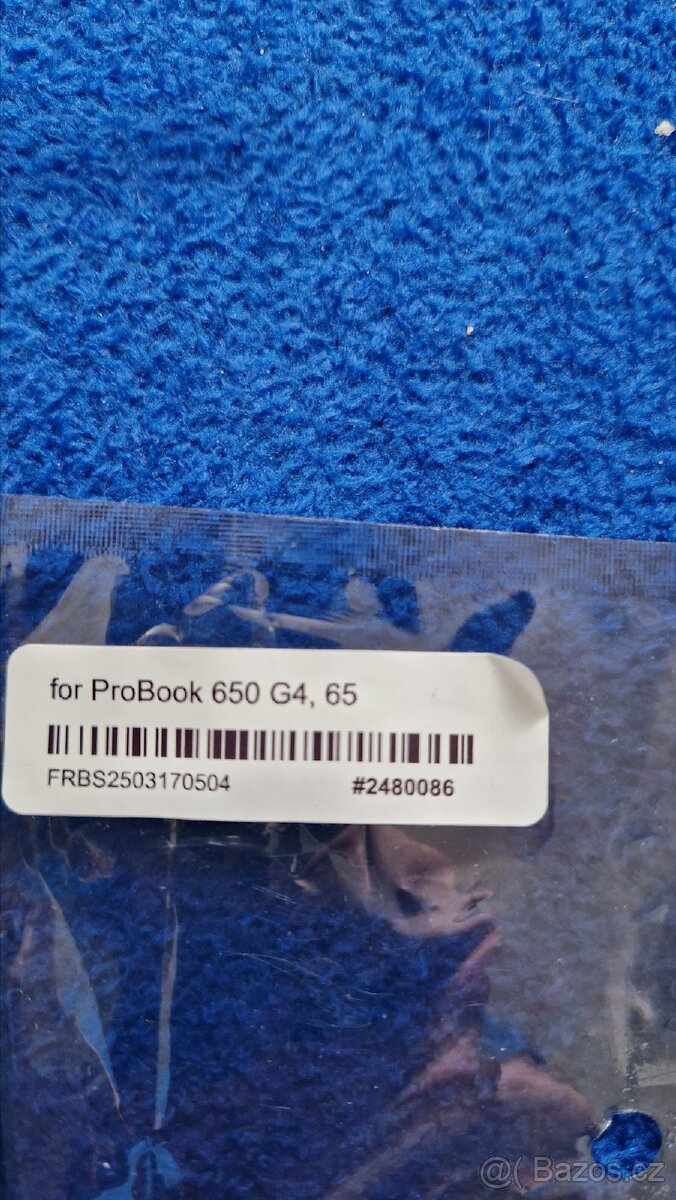 for ProBook 650 G4, 65
FRBS2503170504 #2480086
@( Bazos.cz